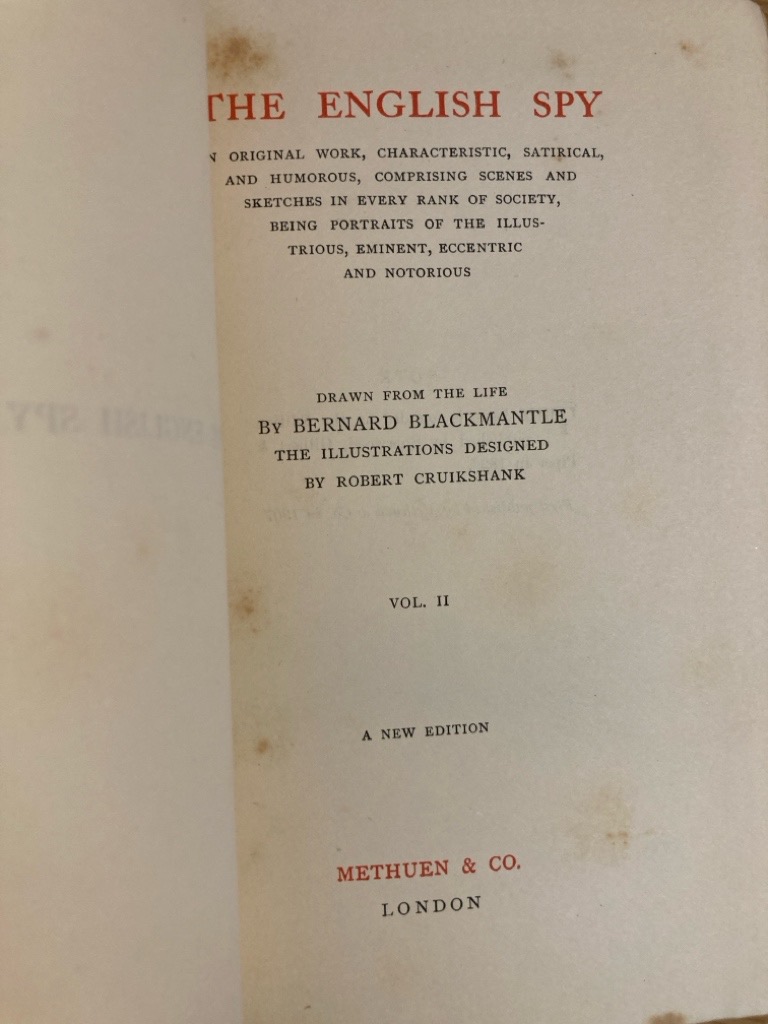 THE ENGLISH SPY
N ORIGINAL WORK, CHARACTERISTIC, SATIRICAL,
AND HUMOROUS, COMPRISING SCENES AND
SKETCHES IN EVERY RANK OF SOCIETY,
BEING PORTRAITS OF THE ILLUS-
TRIOUS, EMINENT, ECCENTRIC
AND NOTORIOUS
DRAWN FROM THE LIFE
BY BERNARD BLACKMANTLE
THE ILLUSTRATIONS DESIGNED
BY ROBERT CRUIKSHANK
VOL. II
A NEW EDITION
METHUEN & CO.
LONDON